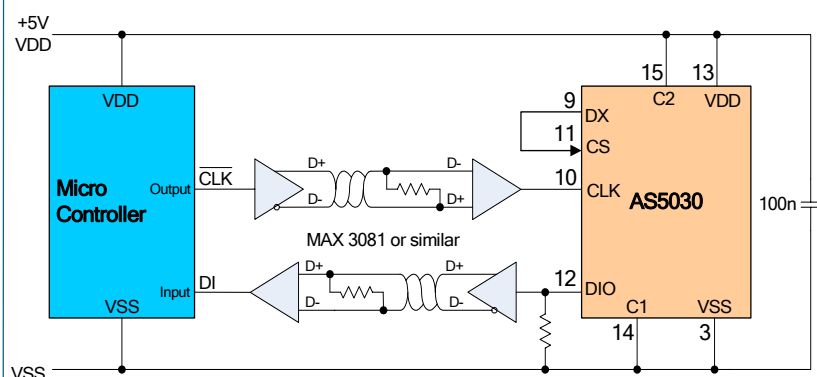 +5V
VDD
15
13
VDD
C2
VDD
9
DX
11
CS
Micro
Controller
Output
CLK
D+
D-
D-
D+
10
CLK
AS5030
100n
MAX 3081 or similar
Input
DI
D+
D-
D+
D-
12
DIO
VSS
C1
VSS
14
3
VSS